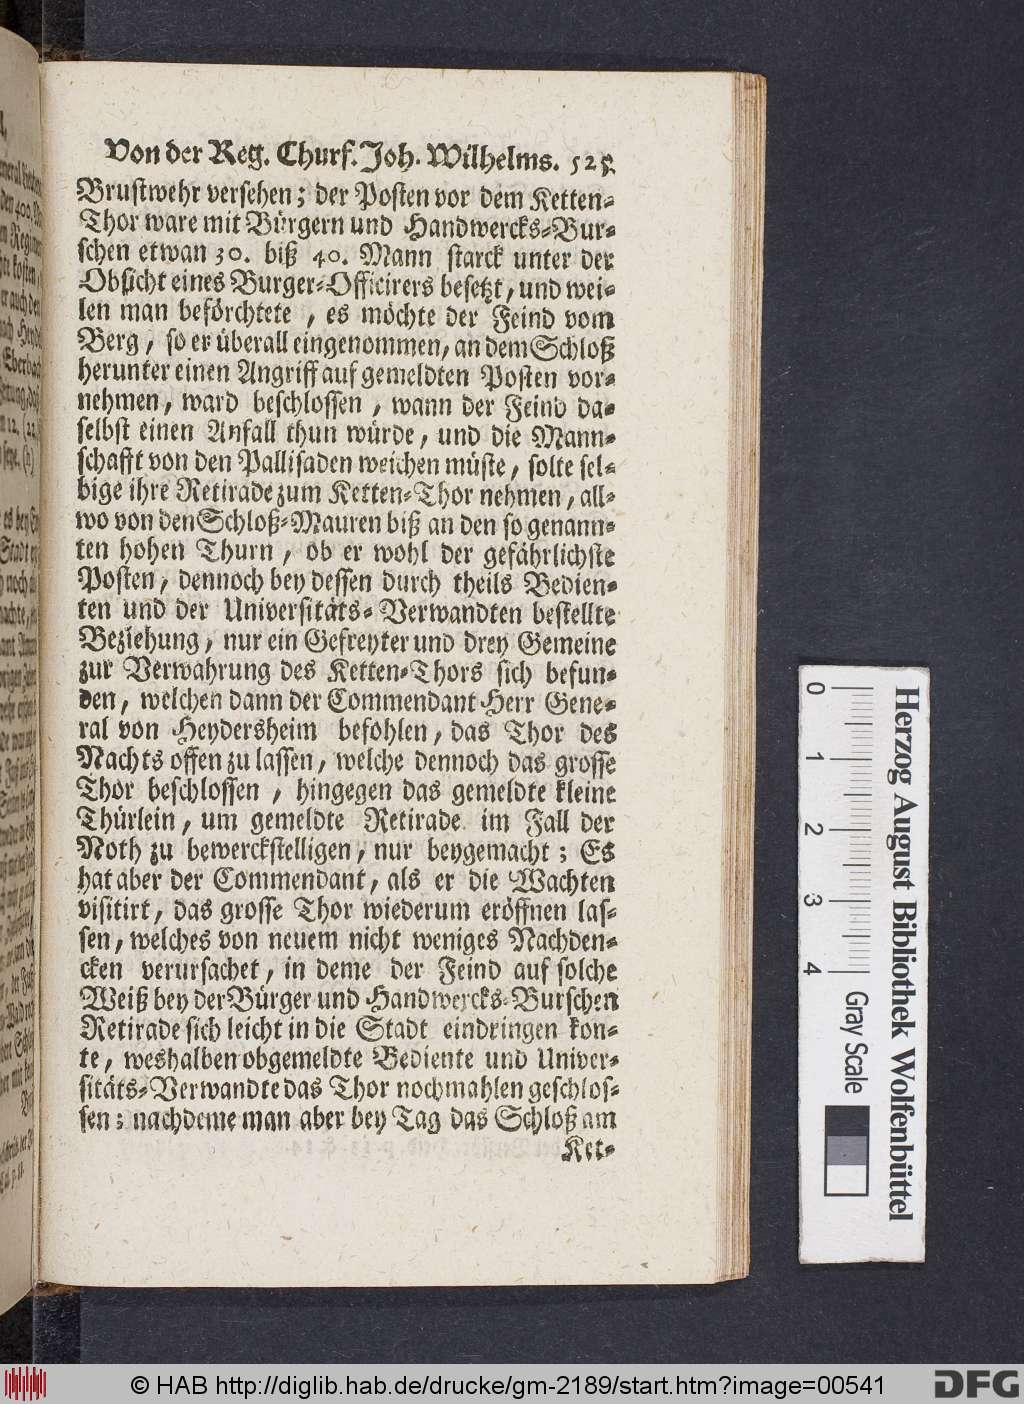 Von der Reg. Churf. Joh. Wilhelms. 525
Brustwehr versehen; der Posten vor dem Ketten-
Thor ware mit Bürgern und Handwercks-Bur-
schen etwan 30. biß 40. Mann starck unter der
Obsicht eines Burger-Officirers besetzt, und wei-
len man beförchtete, es möchte der Feind vom
Berg, so er überall eingenommen, an dem Schloß
herunter einen Angriff auf gemeldten Posten vor-
nehmen, ward beschlossen, wann der Feind da-
selbst einen Anfall thun würde, und die Mann-
schafft von den Pallisaden weichen müste, solte sel-
bige ihre Retirade zum Ketten-Thor nehmen, all-
wo von den Schloß-Mauren biß an den so genann-
ten hohen Thurn, ob er wohl der gefährlichste
Posten, dennoch bey dessen durch theils Bedien-
ten und der Universitäts-Verwandten bestellte
Beziehung, nur ein Gefreyter und drey Gemeine
zur Verwahrung des Ketten-Thors sich befun-
den, welchen dann der Commendant Herr Gene-
ral von Heydersheim befohlen, das Thor des
Nachts offen zu lassen, welche dennoch das grosse
Thor beschlossen, hingegen das gemeldte kleine
Thürlein, um gemeldte Retirade im Fall der
Noth zu bewerckstelligen, nur beygemacht; Es
hat aber der Commendant, als er die Wachten
visitirt, das grosse Thor wiederum eröffnen las-
sen, welches von neuem nicht weniges Nachden-
cken verursachet, in deme der Feind auf solche
Weiß bey der Bürger und Handwercks-Burschen
Retirade sich leicht in die Stadt eindringen kon-
te, weshalben obgemeldte Bediente und Univer-
sitäts-Verwandte das Thor nochmahlen geschlos-
sen; nachdeme man aber bey Tag das Schloß am
Ket-
Herzog August Bibliothek Wolfenbüttel
0 1 2 3 4 Gray Scale
© HAB http://diglib.hab.de/drucke/gm-2189/start.htm?image=00541
DFG